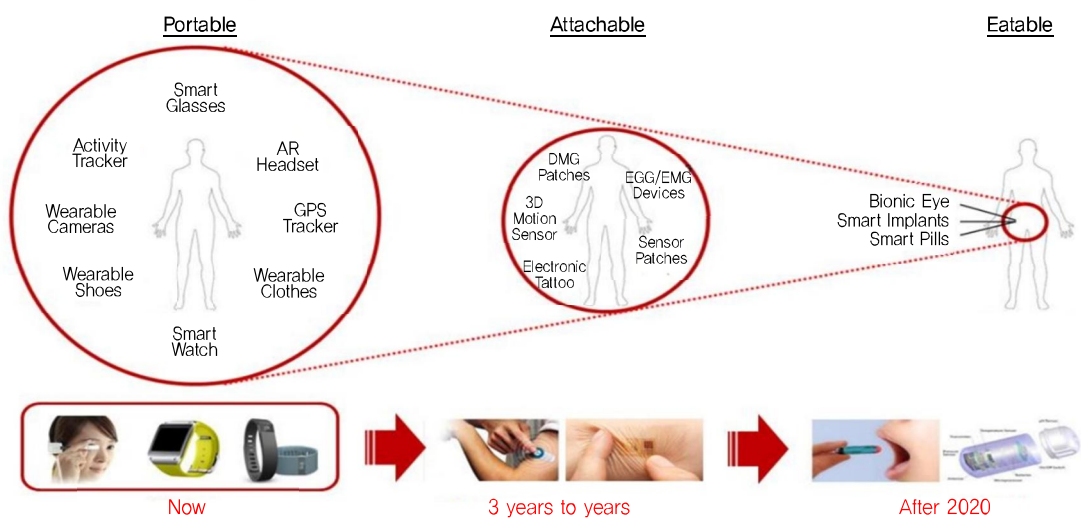 Portable
Attachable
Eatable
Smart
Glasses
Activity
Tracker
AR
Headset
Wearable
Cameras
GPS
Tracker
Wearable
Shoes
Wearable
Clothes
Smart
Watch
DMG
Patches
EGG/EMG
Devices
3D
Motion
Sensor
Sensor
Patches
Electronic
Tattoo
Bionic Eye
Smart Implants
Smart Pills
Now
3 years to years
After 2020